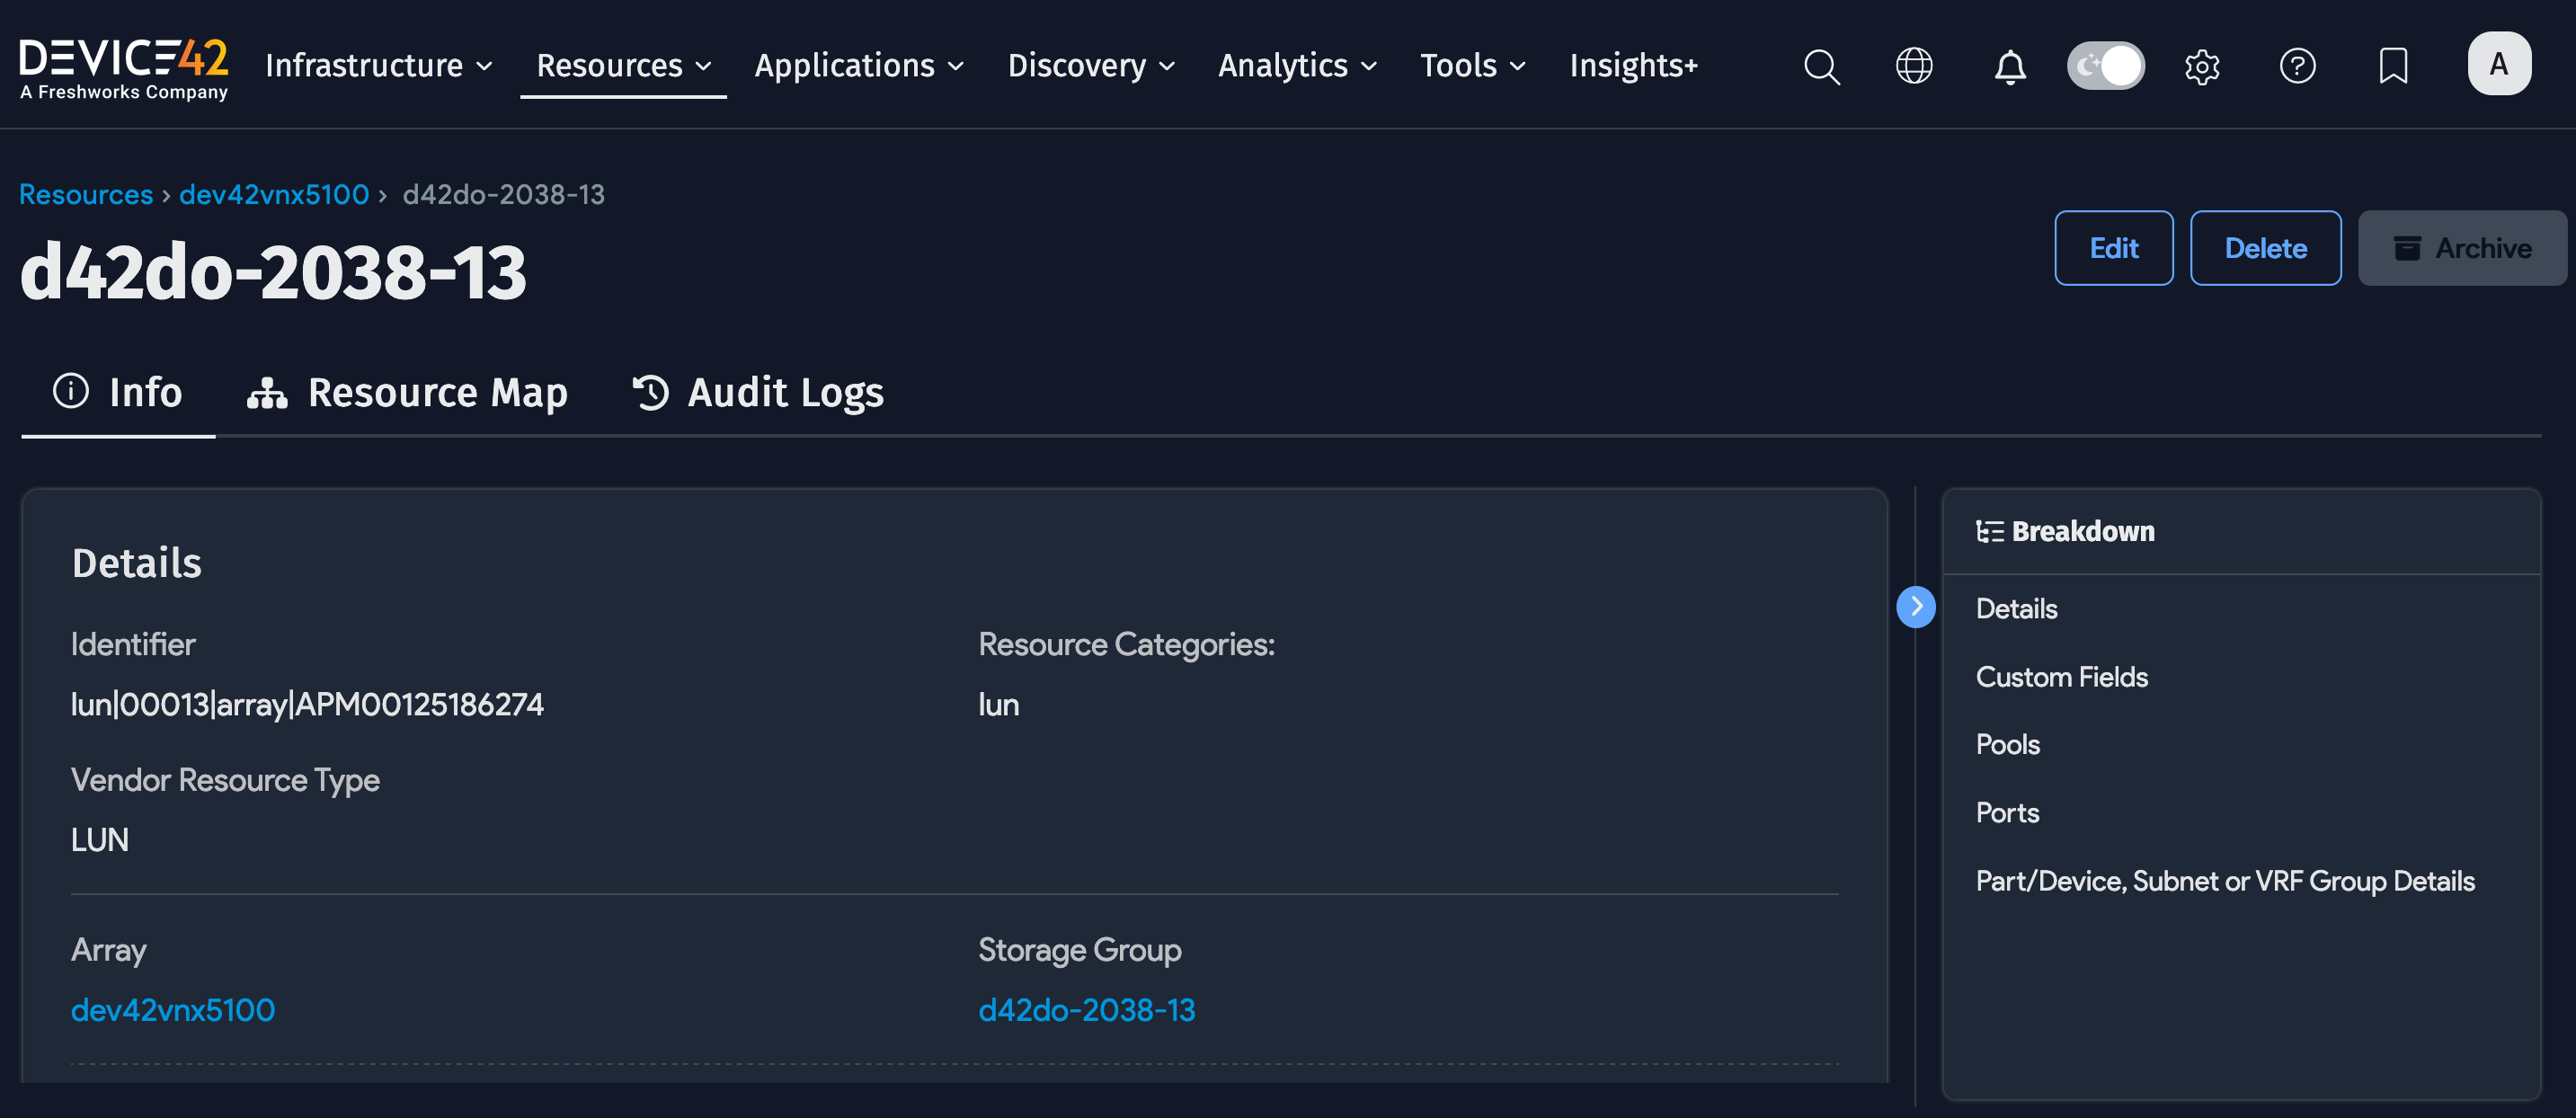 DEVICE42
A Freshworks Company
Infrastructure Resources Applications Discovery Analytics Tools Insights+ A
Resources › dev42vnx5100 › d42do-2038-13
d42do-2038-13
Edit Delete Archive
Info Resource Map Audit Logs
Details
Identifier
lun|00013|array|APM00125186274
Resource Categories:
lun
Vendor Resource Type
LUN
Array
dev42vnx5100
Storage Group
d42do-2038-13
Breakdown
Details
Custom Fields
Pools
Ports
Part/Device, Subnet or VRF Group Details